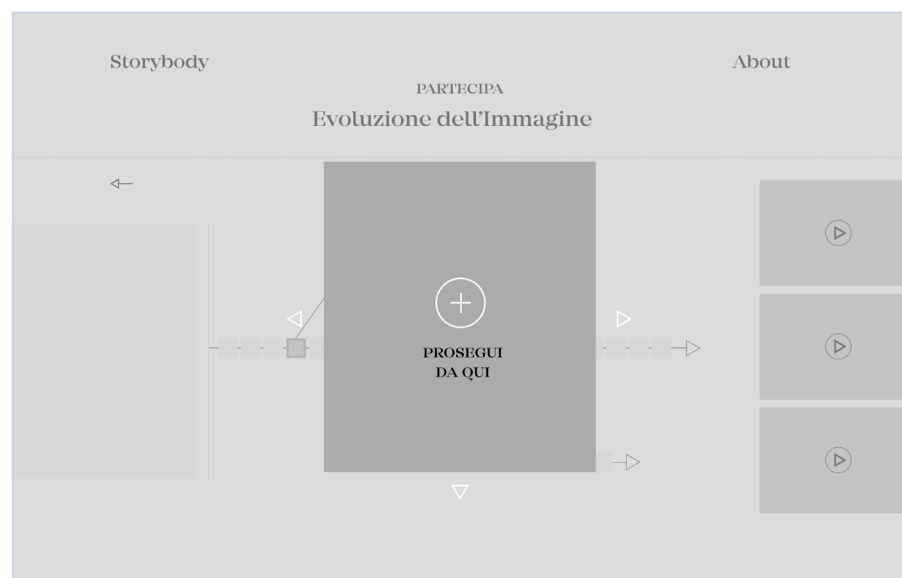 Storybody
About
PARTECIPA
Evoluzione dell'Immagine
PROSEGUI
DA QUI